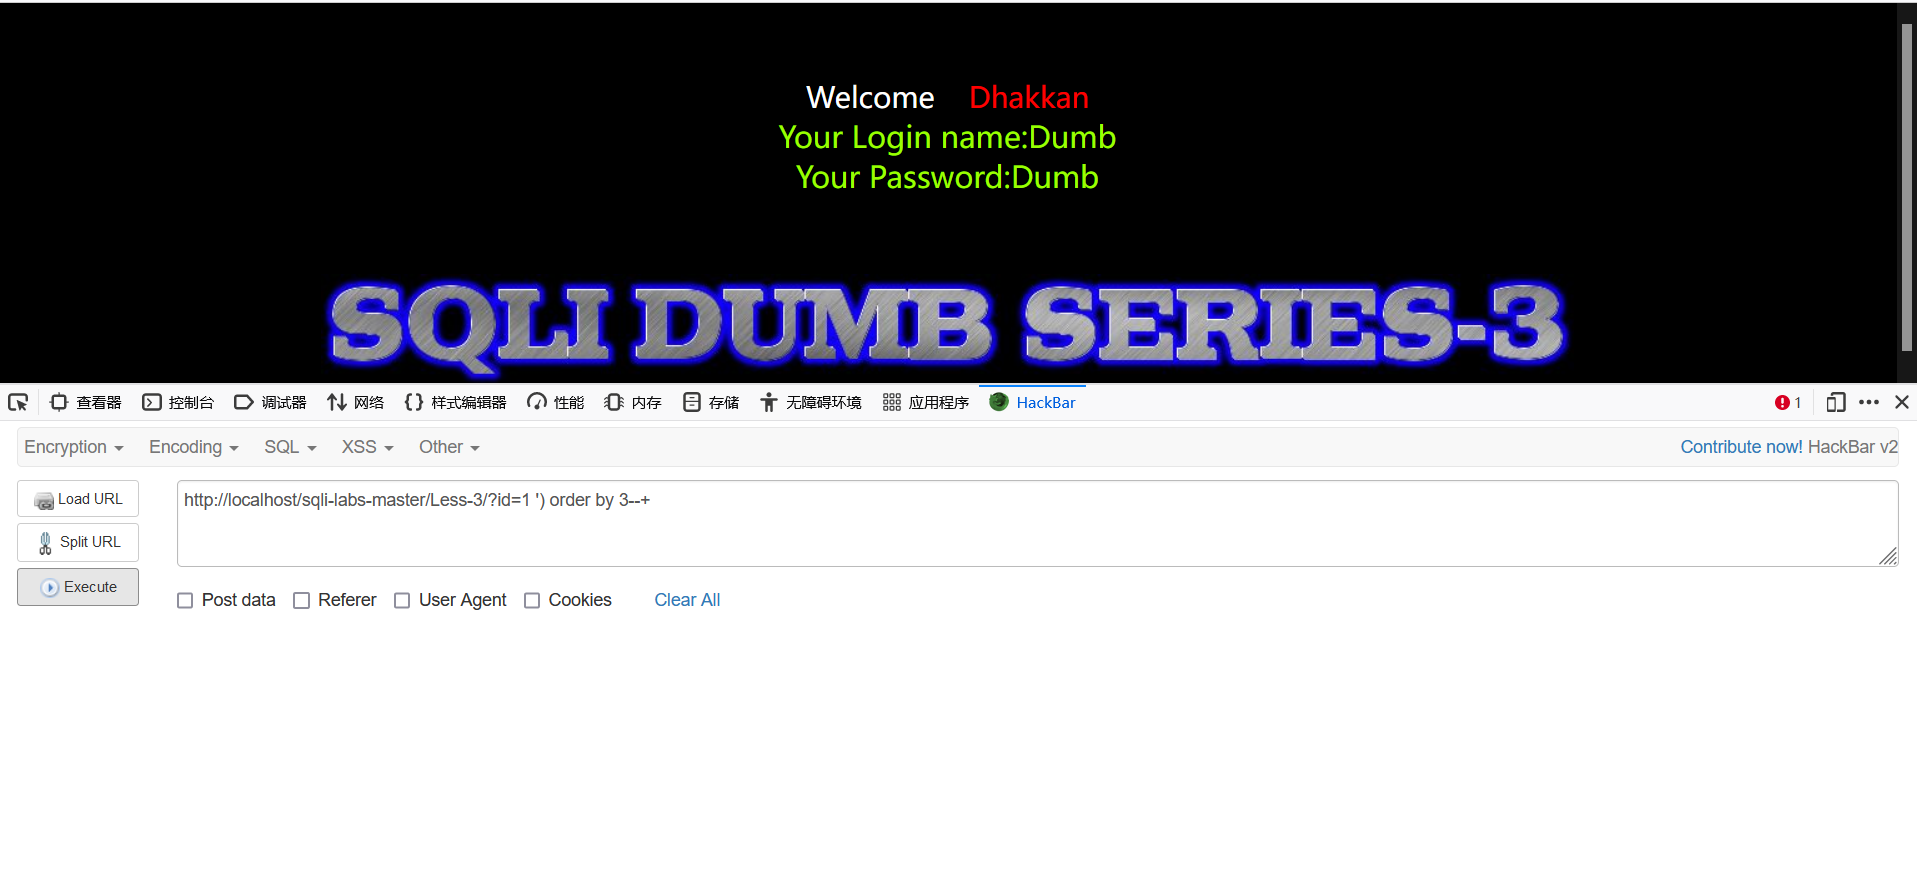 Welcome Dhakkan
Your Login name:Dumb
Your Password:Dumb
SQLI DUMB SERIES-3
查看器 控制台 调试器 网络 样式编辑器 性能 内存 存储 无障碍环境 应用程序 HackBar 1
Encryption Encoding SQL XSS Other Contribute now! HackBar v2
Load URL http://localhost/sqli-labs-master/Less-3/?id=1 ') order by 3--+
Split URL
Execute
Post data Referer User Agent Cookies Clear All